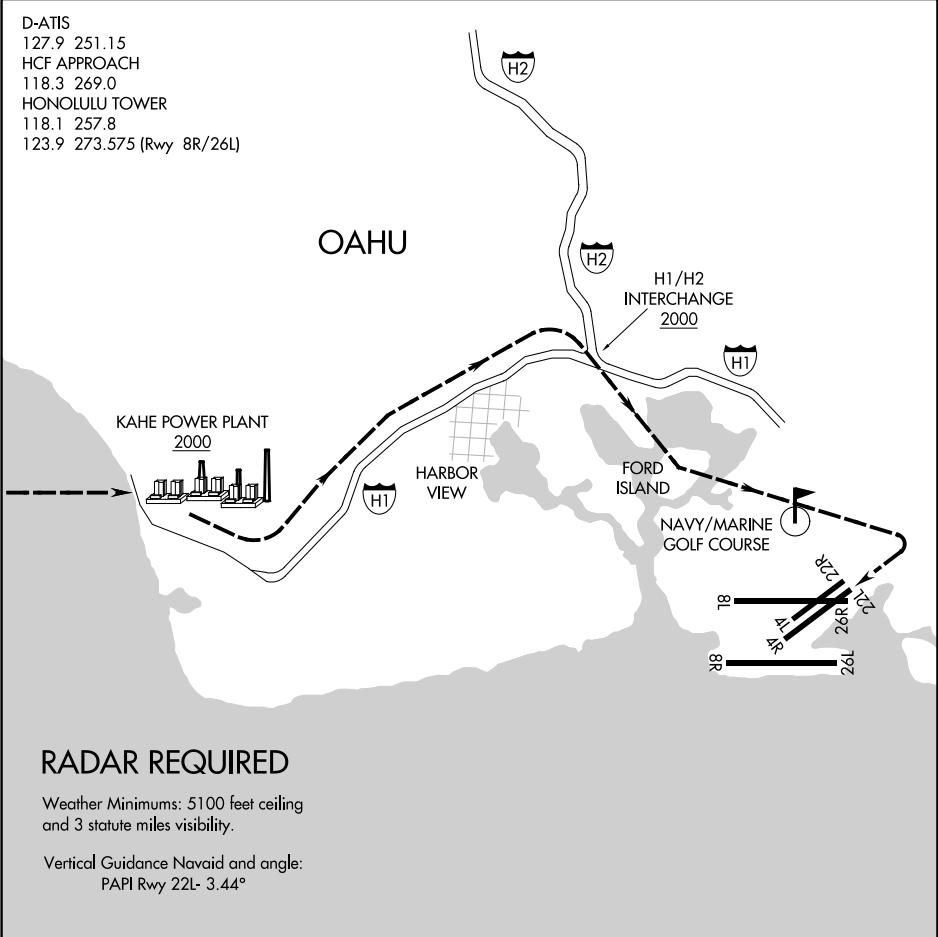 D-ATIS
127.9 251.15
HCF APPROACH
118.3 269.0
HONOLULU TOWER
118.1 257.8
123.9 273.575 (Rwy 8R/26L)
H2
OAHU
H2
H1/H2
INTERCHANGE
2000
H1
KAHE POWER PLANT
2000
HARBOR
VIEW
FORD
ISLAND
H1
NAVY/MARINE
GOLF COURSE
22R
22L
8L
4L
26R
4R
8R
26L
RADAR REQUIRED
Weather Minimums: 5100 feet ceiling
and 3 statute miles visibility.
Vertical Guidance Navaid and angle:
PAPI Rwy 22L- 3.44°